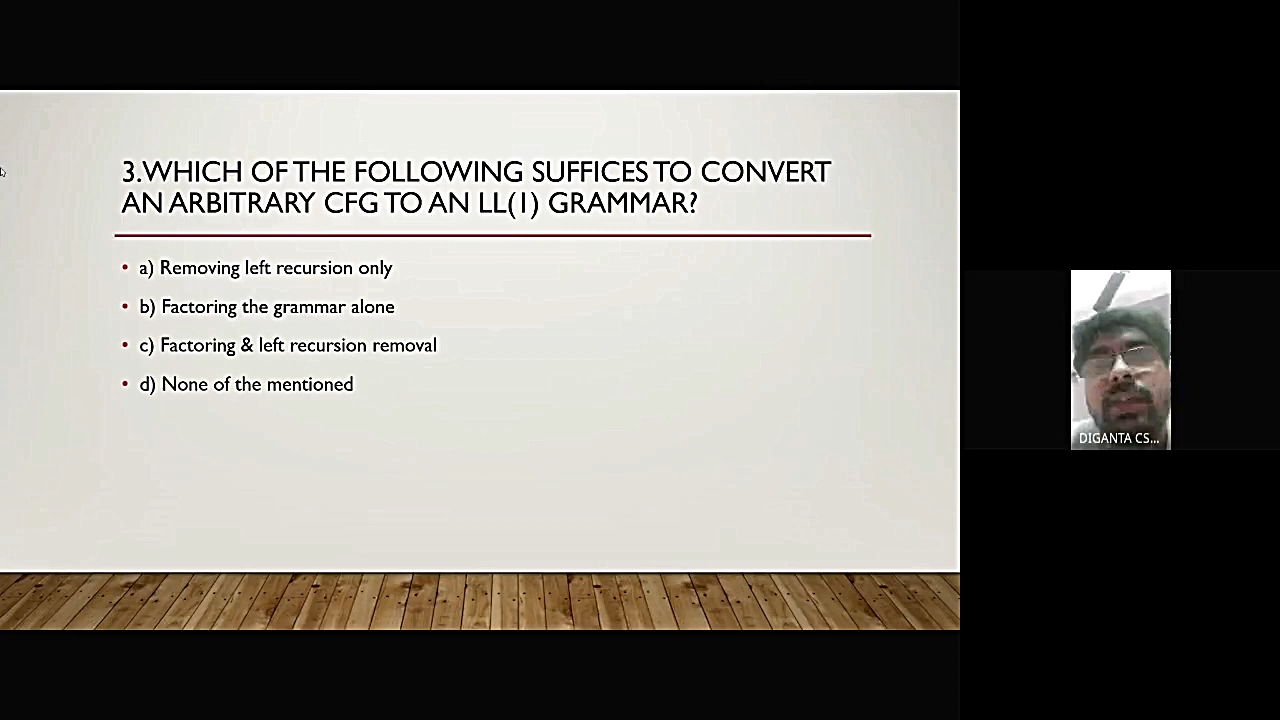 3.WHICH OF THE FOLLOWING SUFFICES TO CONVERT
AN ARBITRARY CFG TO AN LL(1) GRAMMAR?
• a) Removing left recursion only
• b) Factoring the grammar alone
• c) Factoring & left recursion removal
• d) None of the mentioned
DIGANTA CS...